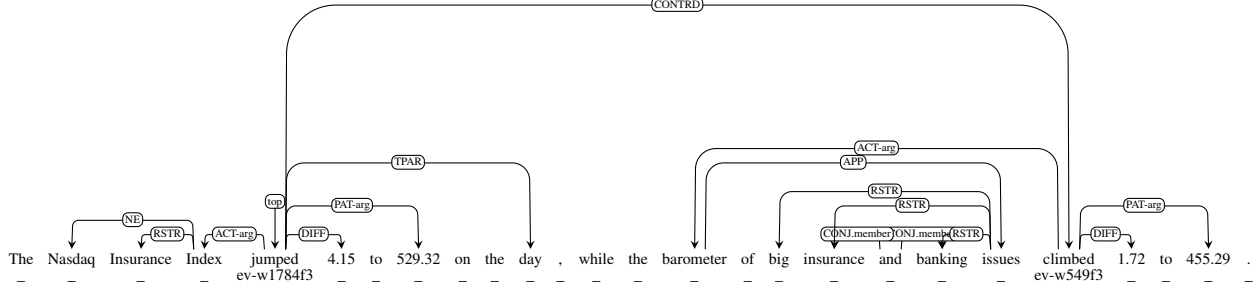 CONTRD
ACT-arg
TPAR
APP
RSTR
top
PAT-arg
RSTR
PAT-arg
NE
RSTR
ACT-arg
DIFF
CONJ.member
RSTR
DIFF
The Nasdaq Insurance Index jumped 4.15 to 529.32 on the day , while the barometer of big insurance and banking issues climbed 1.72 to 455.29 .
ev-w1784f3 ev-w549f3
_ _ _ _ _ _ _ _ _ _ _ _ _ _ _ _ _ _ _ _ _ _ _ _